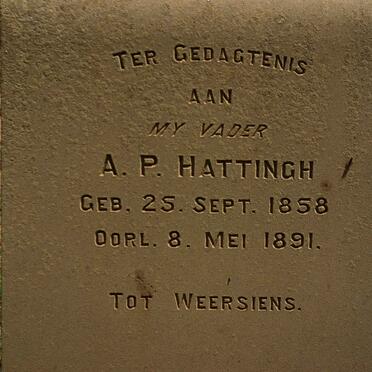 TER GEDAGTENIS
AAN
MY VADER
A. P. HATTINGH
GEB. 25. SEPT. 1858
OORL. 8. MEI 1891.
TOT WEERSIENS.